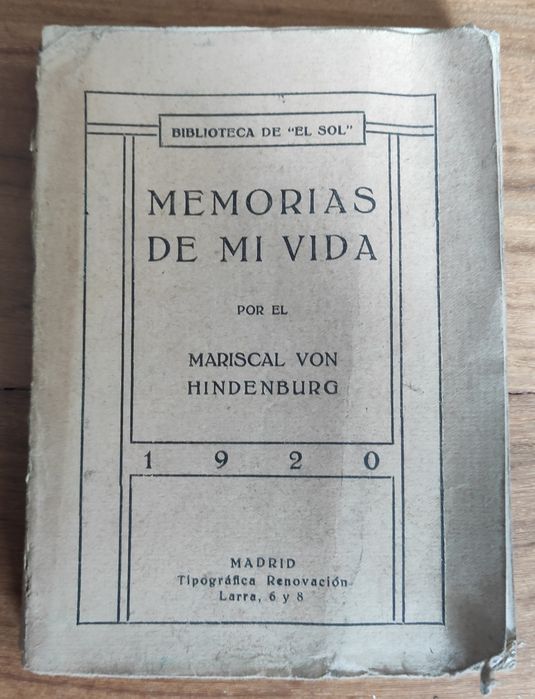 BIBLIOTECA DE "EL SOL"
MEMORIAS
DE MI VIDA
POR EL
MARISCAL VON
HINDENBURG
1 9 2 0
MADRID
Tipográfica Renovación
Larra, 6 y 8